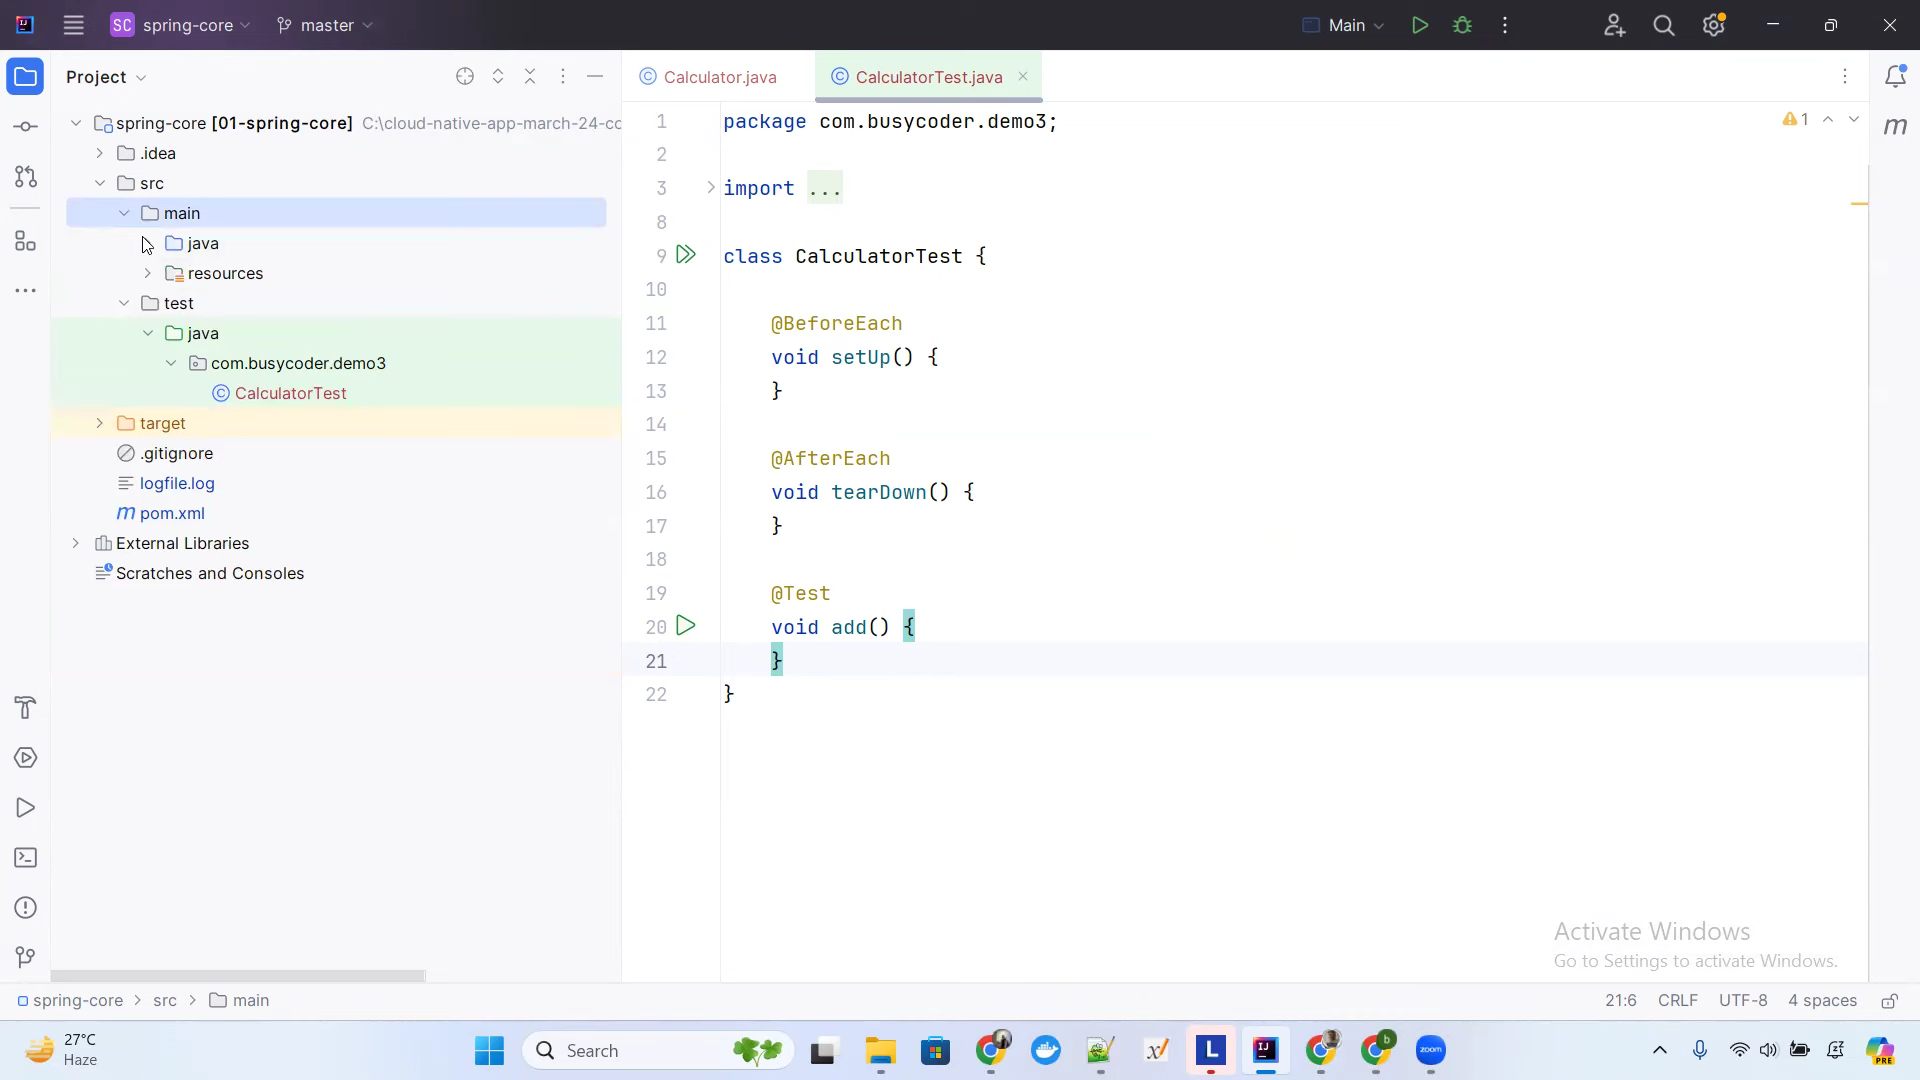 SC spring-core master Main
Project
Calculator.java CalculatorTest.java
spring-core [01-spring-core] C:\cloud-native-app-march-24-co
.idea
src
main
java
resources
test
java
com.busycoder.demo3
CalculatorTest
target
.gitignore
logfile.log
pom.xml
External Libraries
Scratches and Consoles
1 package com.busycoder.demo3;
2
3 import ...
8
9 class CalculatorTest {
10
11 @BeforeEach
12 void setUp() {
13 }
14
15 @AfterEach
16 void tearDown() {
17 }
18
19 @Test
20 void add() {
21 }
22 }
1
m
Activate Windows
Go to Settings to activate Windows.
spring-core > src > main
21:6 CRLF UTF-8 4 spaces
27°C
Haze
Search
L
zoom
PRE